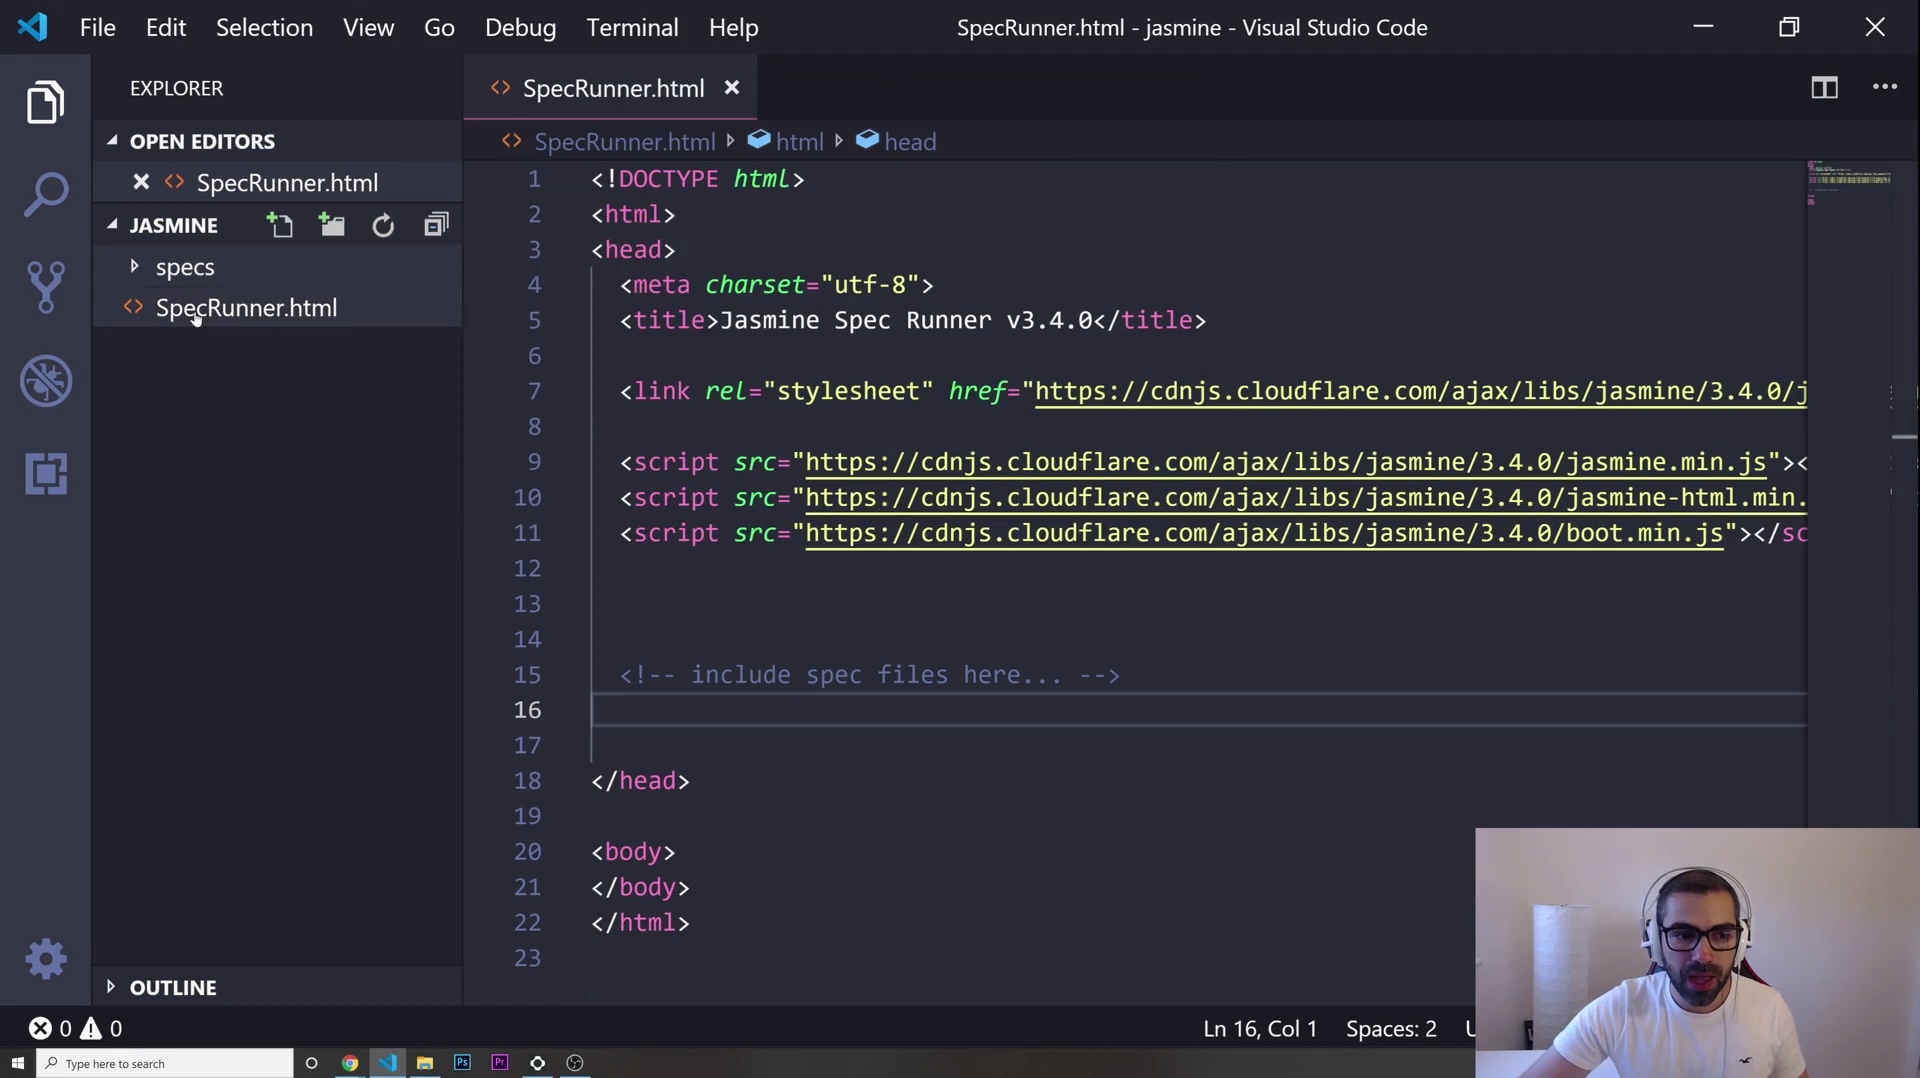 File Edit Selection View Go Debug Terminal Help
SpecRunner.html - jasmine - Visual Studio Code
EXPLORER
OPEN EDITORS
SpecRunner.html
JASMINE
specs
SpecRunner.html
OUTLINE
SpecRunner.html
SpecRunner.html html head
1 <!DOCTYPE html>
2 <html>
3 <head>
4 <meta charset="utf-8">
5 <title>Jasmine Spec Runner v3.4.0</title>
6
7 <link rel="stylesheet" href="https://cdnjs.cloudflare.com/ajax/libs/jasmine/3.4.0/j
8
9 <script src="https://cdnjs.cloudflare.com/ajax/libs/jasmine/3.4.0/jasmine.min.js"><
10 <script src="https://cdnjs.cloudflare.com/ajax/libs/jasmine/3.4.0/jasmine-html.min.
11 <script src="https://cdnjs.cloudflare.com/ajax/libs/jasmine/3.4.0/boot.min.js"></sc
12
13
14
15 <!-- include spec files here... -->
16
17
18 </head>
19
20 <body>
21 </body>
22 </html>
23
0 0
Ln 16, Col 1 Spaces: 2 U
Type here to search
Ps Pr